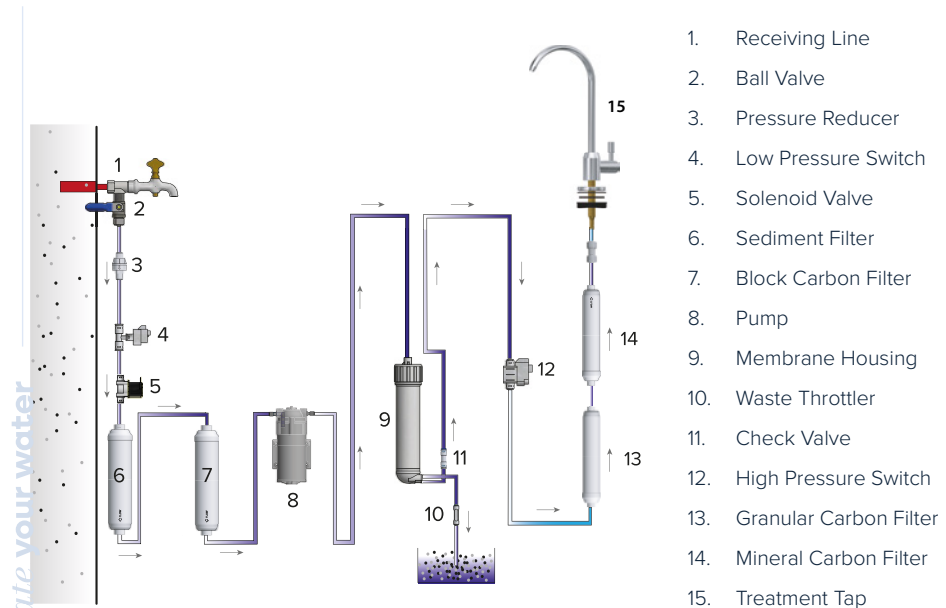 1. Receiving Line
2. Ball Valve
3. Pressure Reducer
4. Low Pressure Switch
5. Solenoid Valve
6. Sediment Filter
7. Block Carbon Filter
8. Pump
9. Membrane Housing
10. Waste Throttler
11. Check Valve
12. High Pressure Switch
13. Granular Carbon Filter
14. Mineral Carbon Filter
15. Treatment Tap
1
2
3
4
5
6
7
8
9
10
11
12
13
14
15
your water